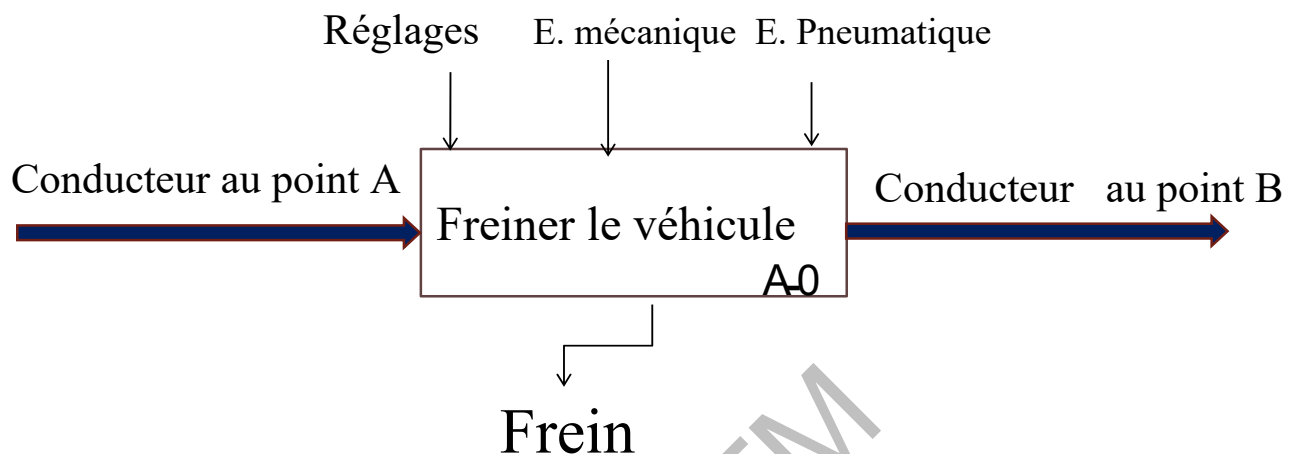 Réglages E. mécanique E. Pneumatique
Conducteur au point A
Conducteur au point B
Freiner le véhicule
A-0
Frein